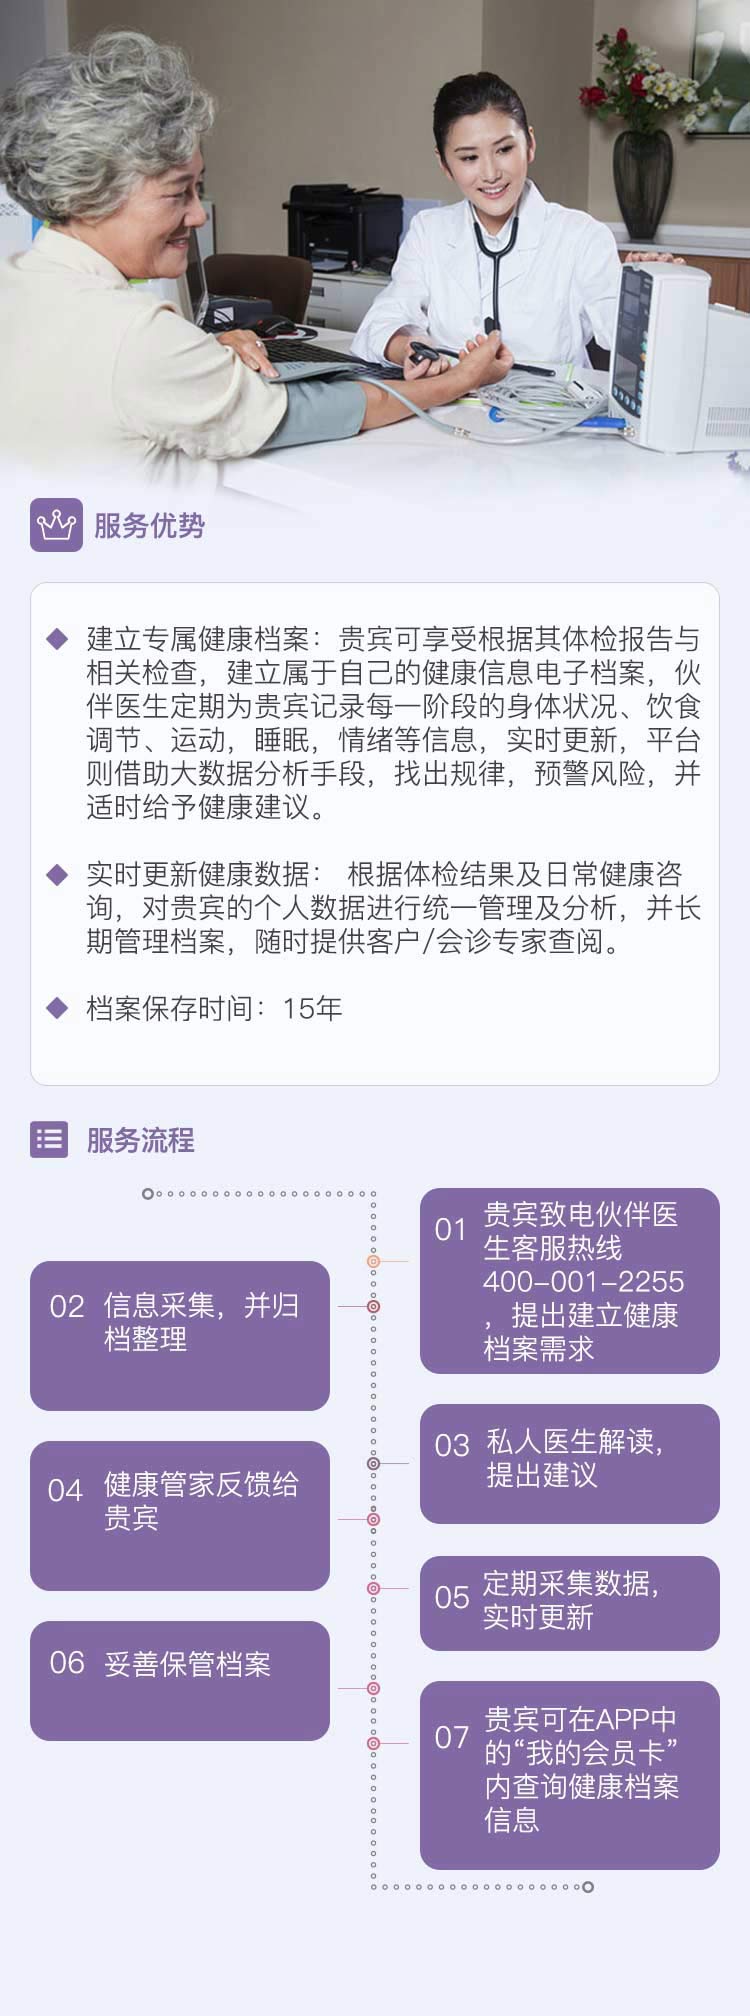 服务优势
建立专属健康档案：贵宾可享受根据其体检报告与
相关检查，建立属于自己的健康信息电子档案，伙
伴医生定期为贵宾记录每一阶段的身体状况、饮食
调节、运动，睡眠，情绪等信息，实时更新，平台
则借助大数据分析手段，找出规律，预警风险，并
适时给予健康建议。
实时更新健康数据： 根据体检结果及日常健康咨
询，对贵宾的个人数据进行统一管理及分析，并长
期管理档案，随时提供客户/会诊专家查阅。
档案保存时间：15年
服务流程
01 贵宾致电伙伴医
生客服热线
400-001-2255
，提出建立健康
档案需求
02 信息采集，并归
档整理
03 私人医生解读，
提出建议
04 健康管家反馈给
贵宾
05 定期采集数据，
实时更新
06 妥善保管档案
07 贵宾可在APP中
的“我的会员卡”
内查询健康档案
信息